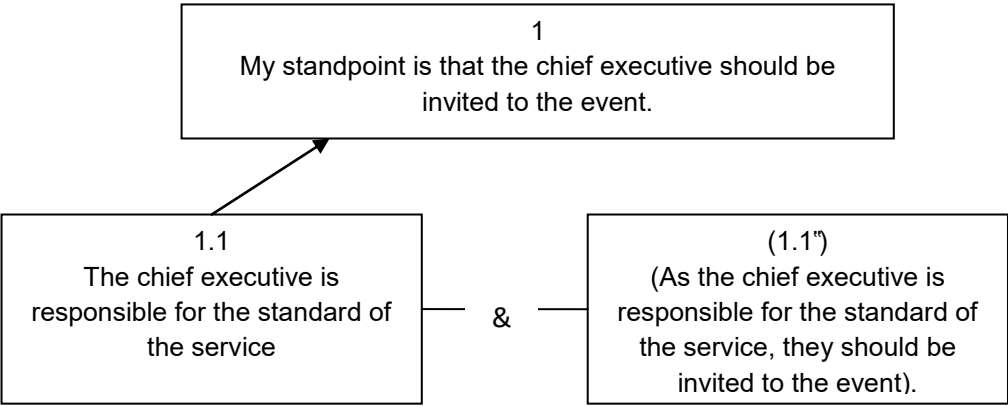 1
My standpoint is that the chief executive should be
invited to the event.
1.1
The chief executive is
responsible for the standard of
the service
&
(1.1‟)
(As the chief executive is
responsible for the standard of
the service, they should be
invited to the event).